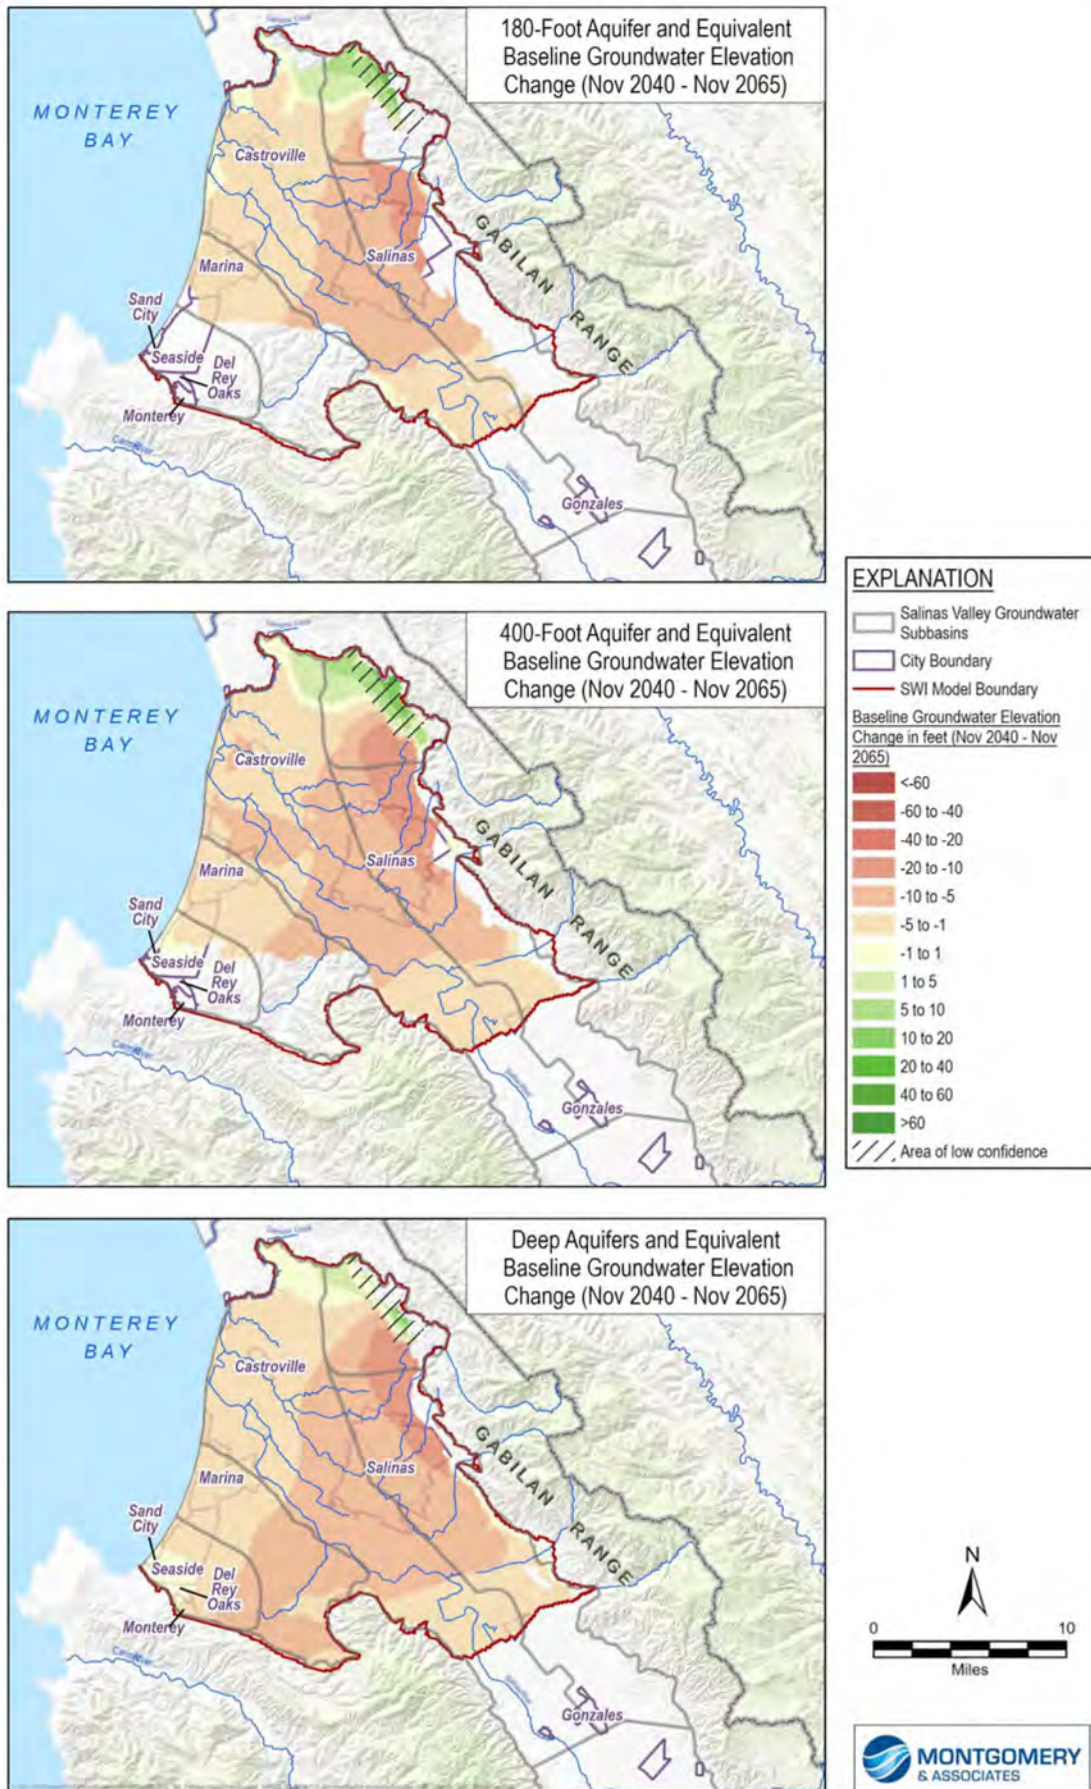 180-Foot Aquifer and Equivalent
Baseline Groundwater Elevation
Change (Nov 2040 - Nov 2065)
MONTEREY
BAY
Castroville
GABILAN RANGE
Salinas
Marina
Sand
City
Seaside
Del
Rey
Oaks
Monterey
Gonzales
400-Foot Aquifer and Equivalent
Baseline Groundwater Elevation
Change (Nov 2040 - Nov 2065)
MONTEREY
BAY
Castroville
GABILAN RANGE
Salinas
Marina
Sand
City
Seaside
Del
Rey
Oaks
Monterey
Gonzales
EXPLANATION
Salinas Valley Groundwater
Subbasins
City Boundary
SWI Model Boundary
Baseline Groundwater Elevation
Change in feet (Nov 2040 - Nov
2065)
<-60
-60 to -40
-40 to -20
-20 to -10
-10 to -5
-5 to -1
-1 to 1
1 to 5
5 to 10
10 to 20
20 to 40
40 to 60
>60
Area of low confidence
Deep Aquifers and Equivalent
Baseline Groundwater Elevation
Change (Nov 2040 - Nov 2065)
MONTEREY
BAY
Castroville
GABILAN RANGE
Salinas
Marina
Sand
City
Seaside
Del
Rey
Oaks
Monterey
Gonzales
N
0 10
Miles
MONTGOMERY
& ASSOCIATES